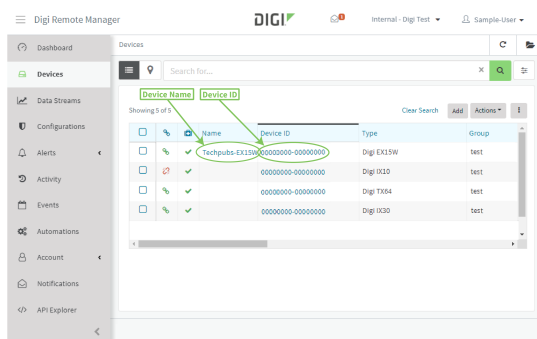 Digi Remote Manager
DIGI
1
Internal - Digi Test
Sample-User
Dashboard
Devices
Data Streams
Configurations
Alerts
Activity
Events
Automations
Account
Notifications
API Explorer
Devices
Search for...
Device Name
Device ID
Showing 5 of 5
Clear Search
Add
Actions
Name Device ID Type Group
Techpubs-EX15W 00000000-00000000 Digi EX15W test
00000000-00000000 Digi IX10 test
00000000-00000000 Digi TX64 test
00000000-00000000 Digi IX30 test